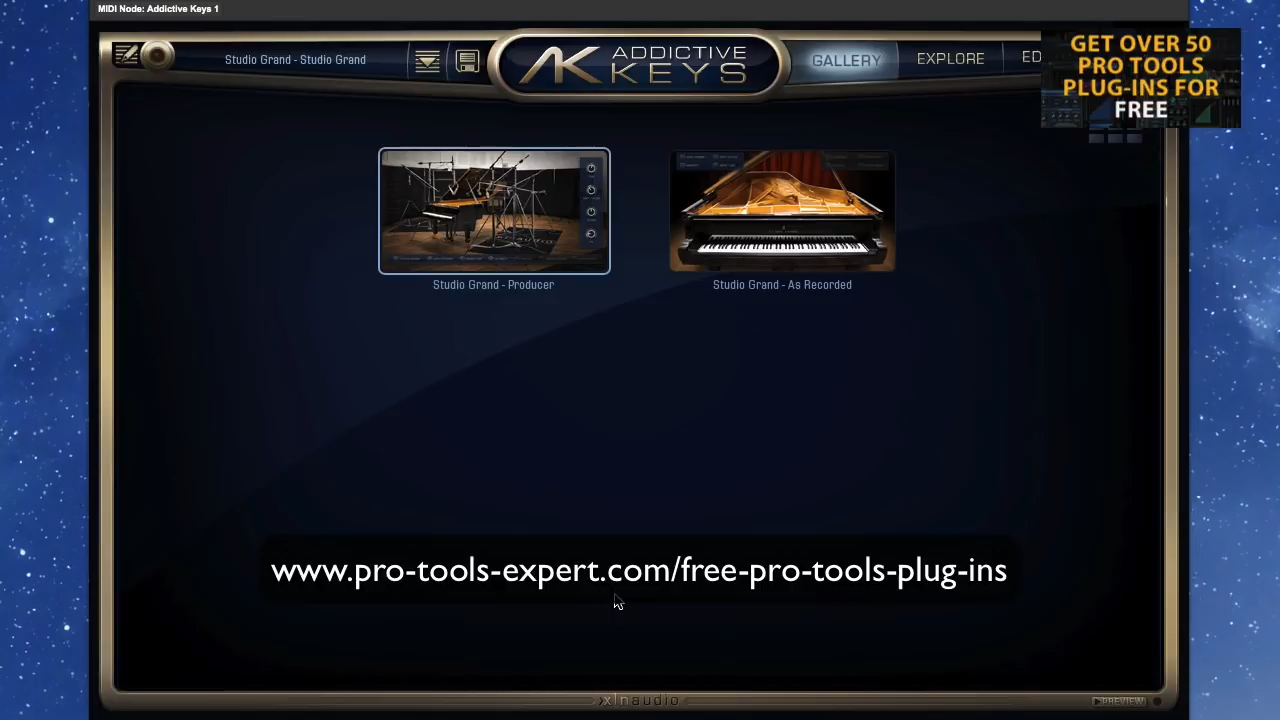 MIDI Node: Addictive Keys 1
Studio Grand - Studio Grand
ADDICTIVE
KEYS
GALLERY
EXPLORE
ED
GET OVER 50
PRO TOOLS
PLUG-INS FOR
FREE
Studio Grand - Producer
Studio Grand - As Recorded
www.pro-tools-expert.com/free-pro-tools-plug-ins
xlnaudio
PREVIEW